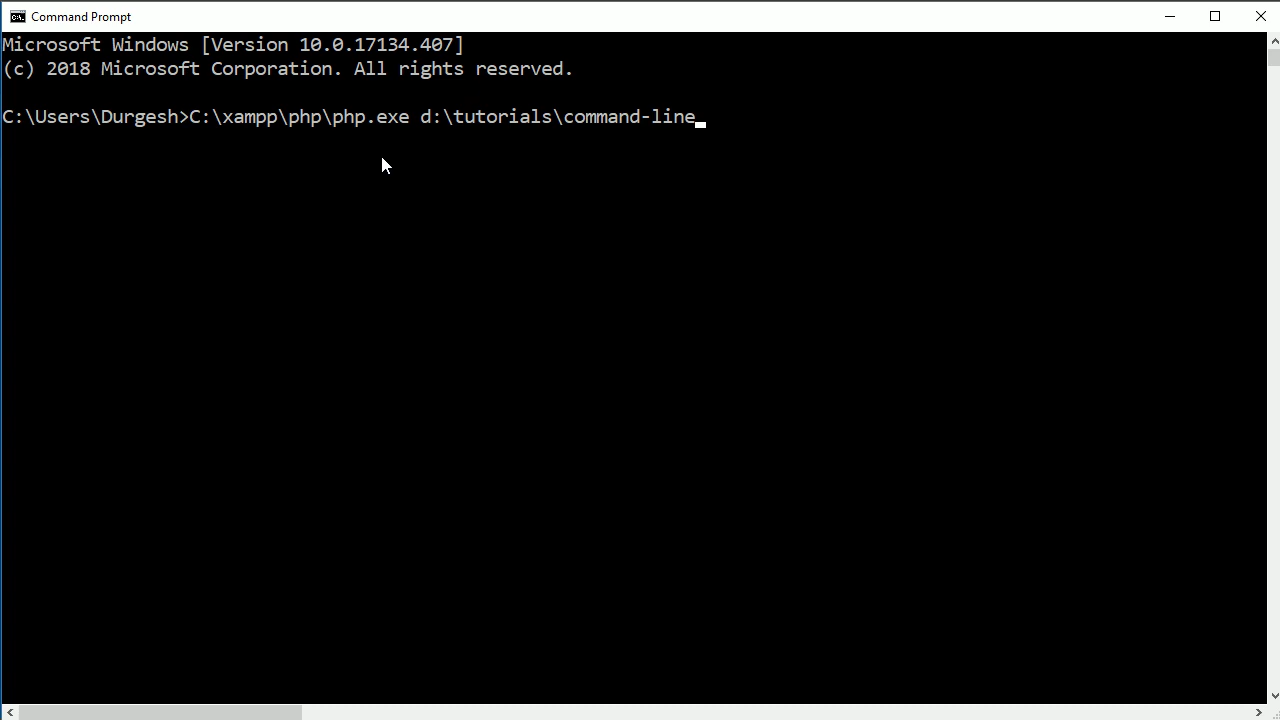 Command Prompt
Microsoft Windows [Version 10.0.17134.407]
(c) 2018 Microsoft Corporation. All rights reserved.
C:\Users\Durgesh>C:\xampp\php\php.exe d:\tutorials\command-line